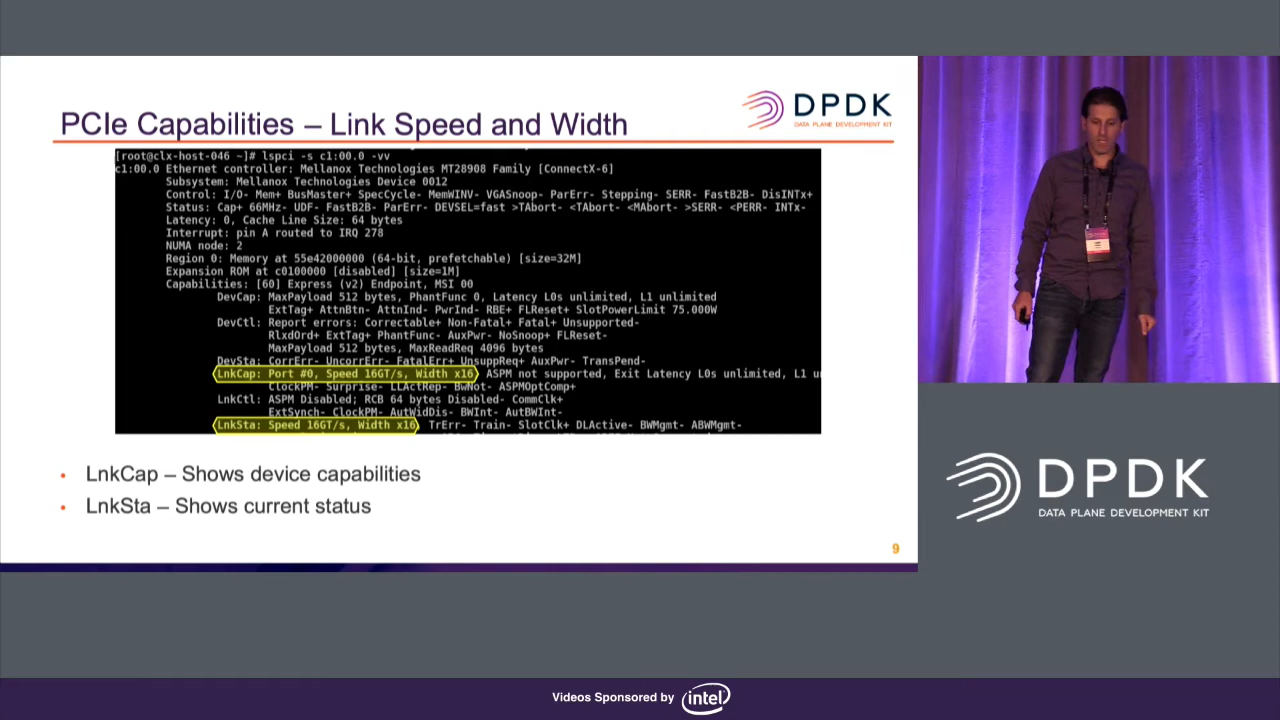 PCIe Capabilities – Link Speed and Width
DPDK
DATA PLANE DEVELOPMENT KIT
[root@clx-host-046 ~]# lspci -s c1:00.0 -vv
c1:00.0 Ethernet controller: Mellanox Technologies MT28908 Family [ConnectX-6]
Subsystem: Mellanox Technologies Device 0012
Control: I/O- Mem+ BusMaster+ SpecCycle- MemWINV- VGASnoop- ParErr- Stepping- SERR- FastB2B- DisINTx+
Status: Cap+ 66MHz- UDF- FastB2B- ParErr- DEVSEL=fast >TAbort- <TAbort- <MAbort- >SERR- <PERR- INTx-
Latency: 0, Cache Line Size: 64 bytes
Interrupt: pin A routed to IRQ 278
NUMA node: 2
Region 0: Memory at 55e42000000 (64-bit, prefetchable) [size=32M]
Expansion ROM at c0100000 [disabled] [size=1M]
Capabilities: [60] Express (v2) Endpoint, MSI 00
DevCap: MaxPayload 512 bytes, PhantFunc 0, Latency L0s unlimited, L1 unlimited
ExtTag+ AttnBtn- AttnInd- PwrInd- RBE+ FLReset+ SlotPowerLimit 75.000W
DevCtl: Report errors: Correctable+ Non-Fatal+ Fatal+ Unsupported-
RlxdOrd+ ExtTag+ PhantFunc- AuxPwr- NoSnoop+ FLReset-
MaxPayload 512 bytes, MaxReadReq 4096 bytes
DevSta: CorrErr- UncorrErr- FatalErr- UnsuppReq+ AuxPwr- TransPend-
LnkCap: Port #0, Speed 16GT/s, Width x16, ASPM not supported, Exit Latency L0s unlimited, L1 un
ClockPM- Surprise- LLActRep- BwNot- ASPMOptComp+
LnkCtl: ASPM Disabled; RCB 64 bytes Disabled- CommClk+
ExtSynch- ClockPM- AutWidDis- BWInt- AutBWInt-
LnkSta: Speed 16GT/s, Width x16, TrErr- Train- SlotClk+ DLActive- BWMgmt- ABWMgmt-
• LnkCap – Shows device capabilities
• LnkSta – Shows current status
9
DPDK
DATA PLANE DEVELOPMENT KIT
Videos Sponsored by intel